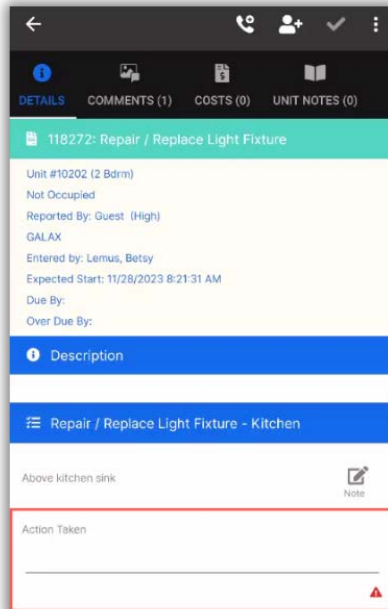 DETAILS
COMMENTS (1)
COSTS (0)
UNIT NOTES (0)
118272: Repair / Replace Light Fixture
Unit #10202 (2 Bdrm)
Not Occupied
Reported By: Guest (High)
GALAX
Entered by: Lemus, Betsy
Expected Start: 11/28/2023 8:21:31 AM
Due By:
Over Due By:
Description
Repair / Replace Light Fixture - Kitchen
Above kitchen sink
Note
Action Taken